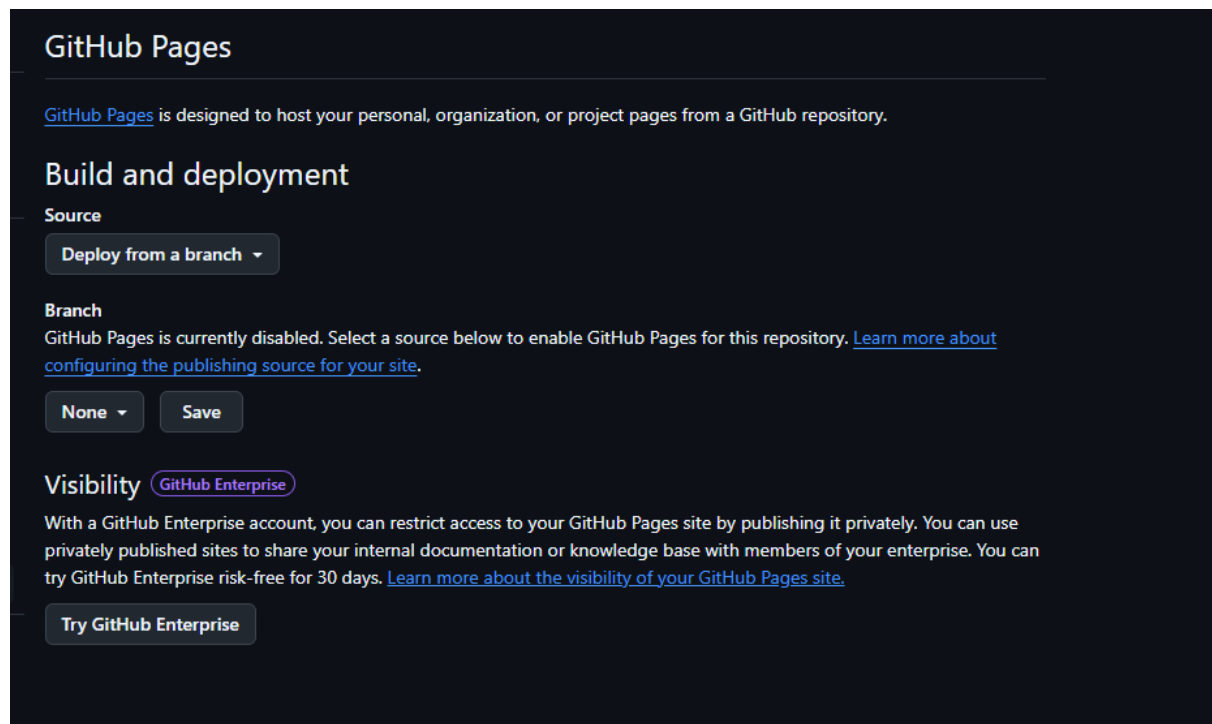 GitHub Pages
GitHub Pages is designed to host your personal, organization, or project pages from a GitHub repository.
Build and deployment
Source
Deploy from a branch
Branch
GitHub Pages is currently disabled. Select a source below to enable GitHub Pages for this repository. Learn more about
configuring the publishing source for your site.
None Save
Visibility GitHub Enterprise
With a GitHub Enterprise account, you can restrict access to your GitHub Pages site by publishing it privately. You can use
privately published sites to share your internal documentation or knowledge base with members of your enterprise. You can
try GitHub Enterprise risk-free for 30 days. Learn more about the visibility of your GitHub Pages site.
Try GitHub Enterprise